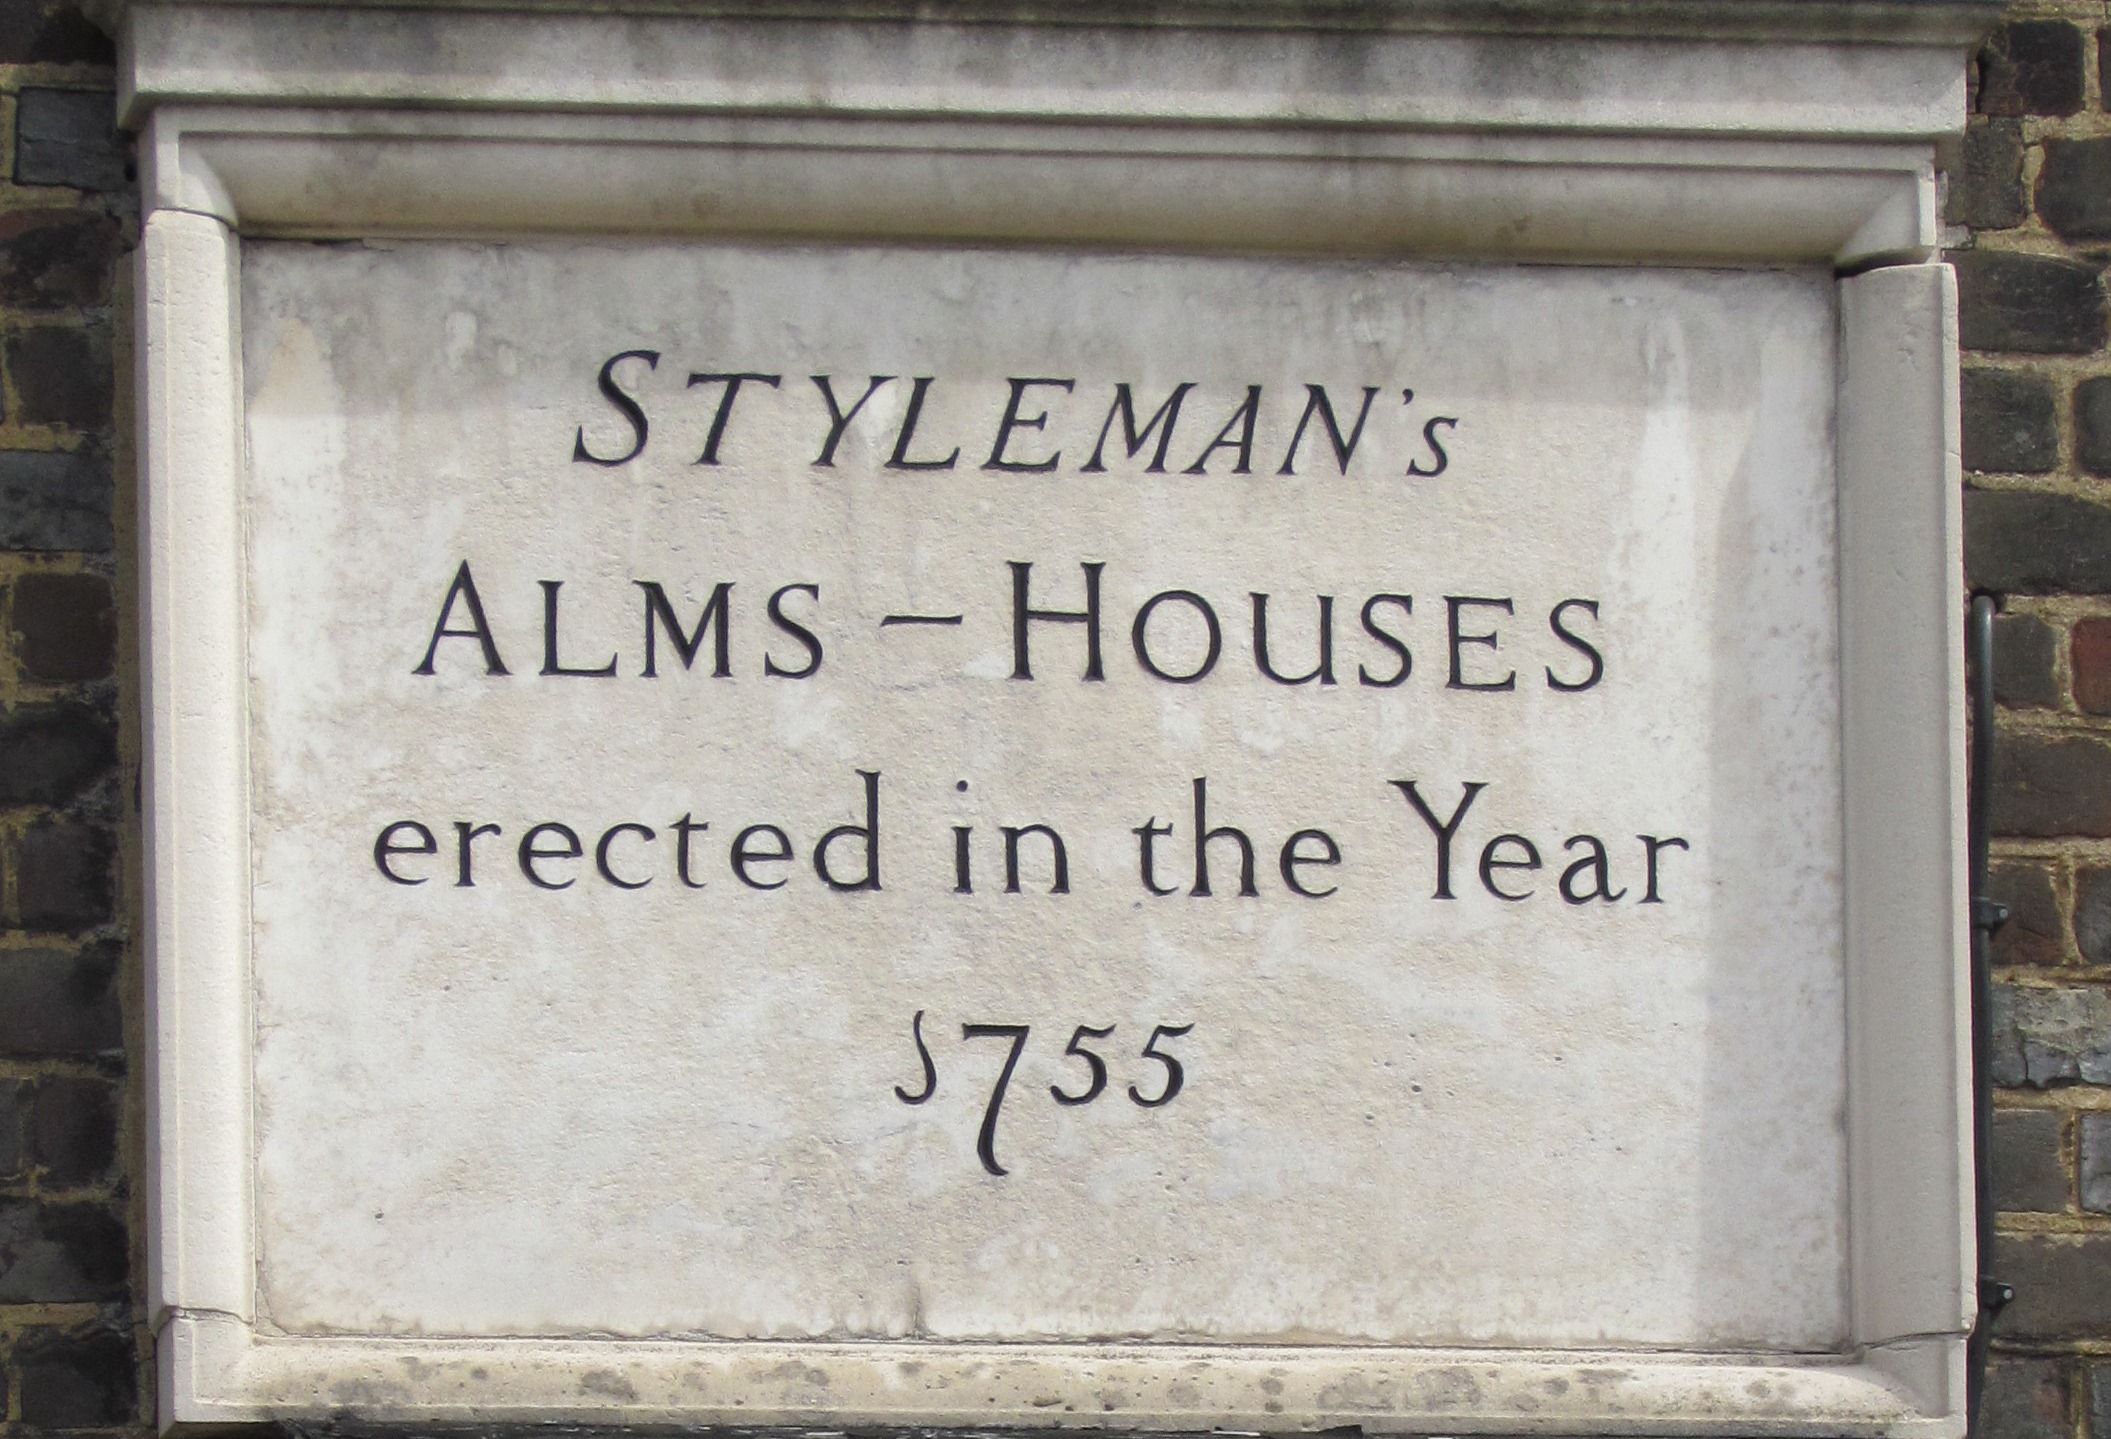 STYLEMAN's
ALMS – HOUSES
erected in the Year
1755